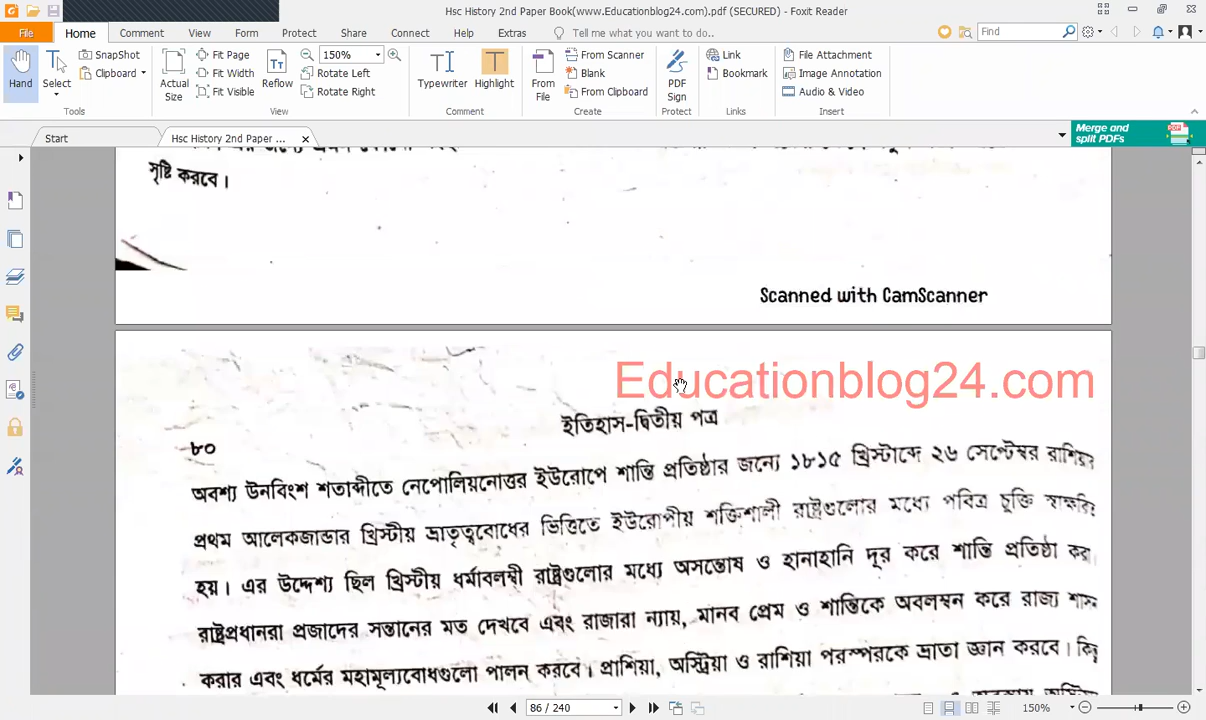 Hsc History 2nd Paper Book(www.Educationblog24.com).pdf (SECURED) - Foxit Reader
File Home Comment View Form Protect Share Connect Help Extras Tell me what you want to do.. Find
Hand Select SnapShot Clipboard Actual Size Fit Page Fit Width Fit Visible Reflow 150% Rotate Left Rotate Right Typewriter Highlight From File From Scanner Blank From Clipboard PDF Sign Link Bookmark File Attachment Image Annotation Audio & Video
Tools View Comment Create Protect Links Insert
Start Hsc History 2nd Paper ... Merge and split PDFs
সৃষ্টি করবে।
Scanned with CamScanner
Educationblog24.com
ইতিহাস-দ্বিতীয় পত্র
৮০
অবশ্য উনবিংশ শতাব্দীতে নেপোলিয়নোত্তর ইউরোপে শান্তি প্রতিষ্ঠার জন্যে ১৮১৫ খ্রিস্টাব্দে ২৬ সেপ্টেম্বর
প্রথম আলেকজান্ডার খ্রিস্টীয় ভ্রাতৃত্ববোধের ভিত্তিতে ইউরোপীয় শক্তিশালী রাষ্ট্রগুলোর মধ্যে পবিত্র চুক্তি
হয়। এর উদ্দেশ্য ছিল খ্রিস্টীয় ধর্মাবলম্বী রাষ্ট্রগুলোর মধ্যে অসন্তোষ ও হানাহানি দূর করে শান্তি প্রতিষ্ঠা
রাষ্ট্রপ্রধানরা প্রজাদের সন্তানের মত দেখবে এবং রাজারা ন্যায়, মানব প্রেম ও শান্তিকে অবলম্বন করে রাজ্য
করার এবং ধর্মের মহামূল্যবোধগুলো পালন করবে। প্রাশিয়া, অস্ট্রিয়া ও রাশিয়া পরস্পরকে ভ্রাতা জ্ঞান করবে।
86 / 240 150%